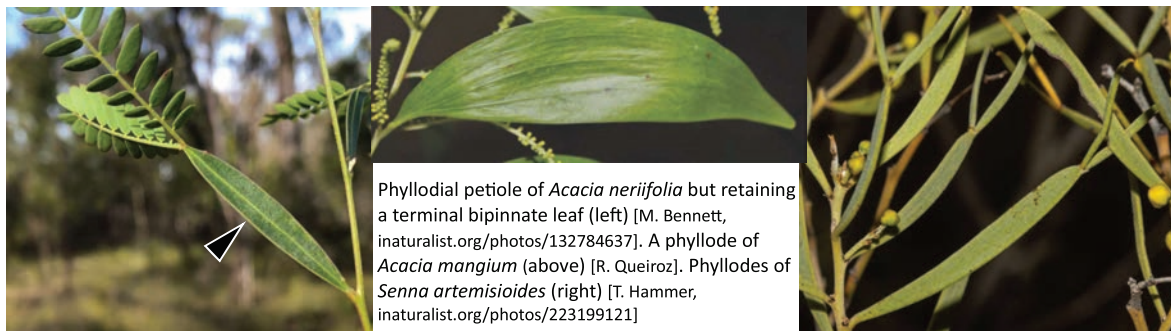 Phyllodial petiole of Acacia neriifolia but retaining
a terminal bipinnate leaf (left) [M. Bennett,
inaturalist.org/photos/132784637]. A phyllode of
Acacia mangium (above) [R. Queiroz]. Phyllodes of
Senna artemisioides (right) [T. Hammer,
inaturalist.org/photos/223199121]